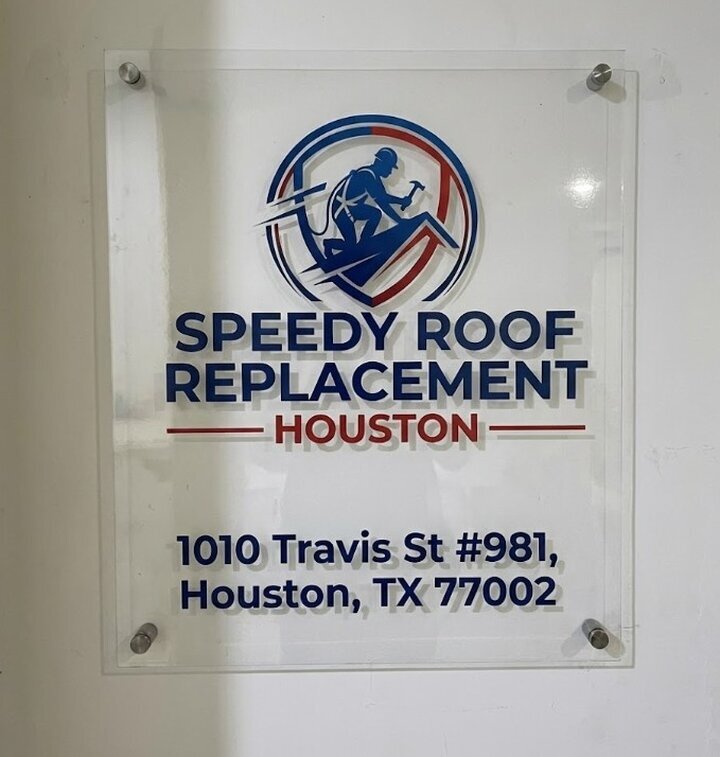 SPEEDY ROOF
REPLACEMENT
HOUSTON
1010 Travis St #981,
Houston, TX 77002